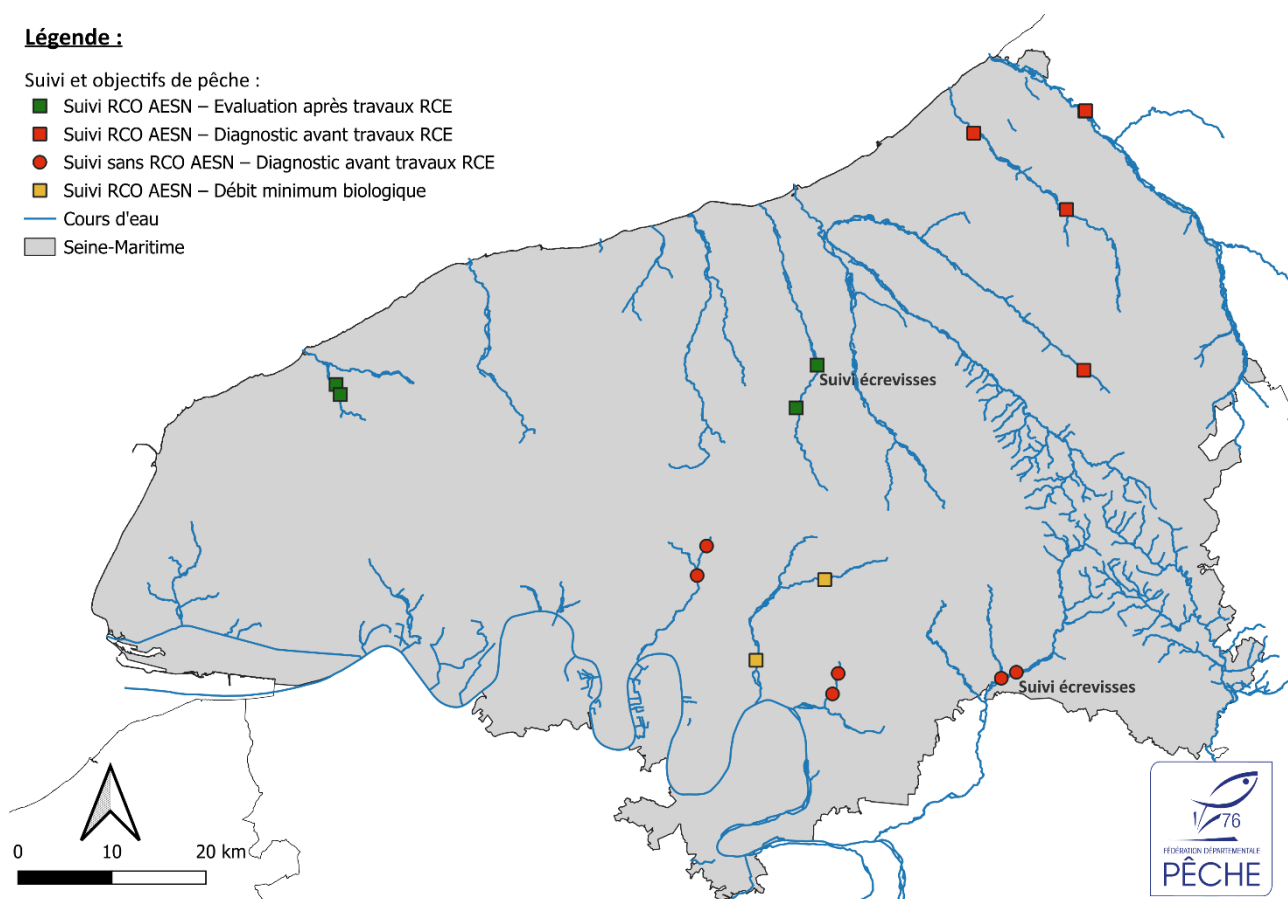 Légende :
Suivi et objectifs de pêche :
Suivi RCO AESN – Evaluation après travaux RCE
Suivi RCO AESN – Diagnostic avant travaux RCE
Suivi sans RCO AESN – Diagnostic avant travaux RCE
Suivi RCO AESN – Débit minimum biologique
Cours d'eau
Seine-Maritime
Suivi écrevisses
Suivi écrevisses
0 10 20 km
76
FÉDÉRATION DÉPARTEMENTALE
PÊCHE